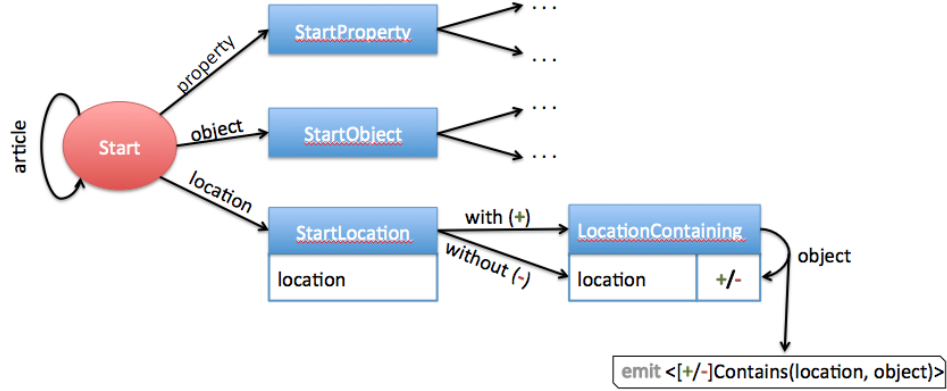 ...
StartProperty
property
...
...
article
Start
object
StartObject
...
location
StartLocation
with (+)
without (-)
LocationContaining
location
location
+/-
object
emit <[+/-]Contains(location, object)>